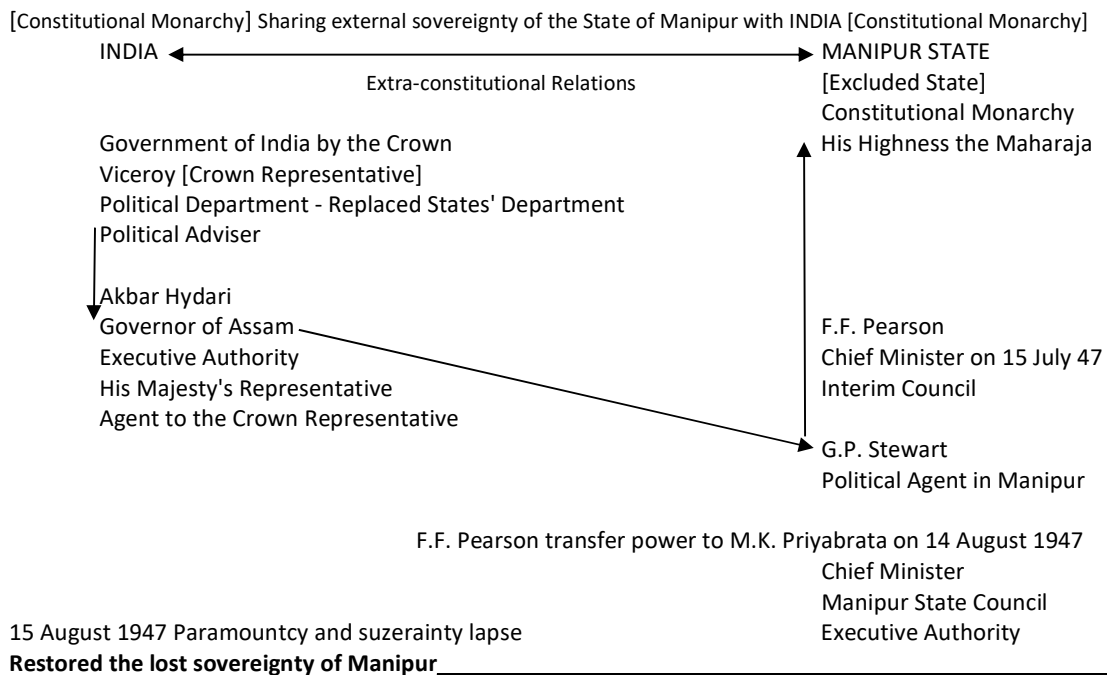 [Constitutional Monarchy] Sharing external sovereignty of the State of Manipur with INDIA [Constitutional Monarchy]
INDIA MANIPUR STATE
Extra-constitutional Relations [Excluded State]
Constitutional Monarchy
Government of India by the Crown His Highness the Maharaja
Viceroy [Crown Representative]
Political Department - Replaced States' Department
Political Adviser
Akbar Hydari
Governor of Assam F.F. Pearson
Executive Authority Chief Minister on 15 July 47
His Majesty's Representative Interim Council
Agent to the Crown Representative
G.P. Stewart
Political Agent in Manipur
F.F. Pearson transfer power to M.K. Priyabrata on 14 August 1947
Chief Minister
Manipur State Council
15 August 1947 Paramountcy and suzerainty lapse Executive Authority
Restored the lost sovereignty of Manipur